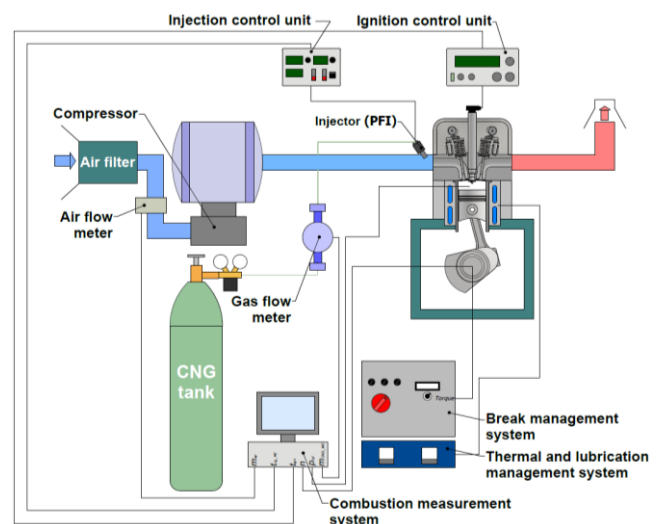 Injection control unit
Ignition control unit
Compressor
Injector (PFI)
Air filter
Air flow
meter
Gas flow
meter
CNG
tank
Torque
Break management
system
Thermal and lubrication
management system
Combustion measurement
system